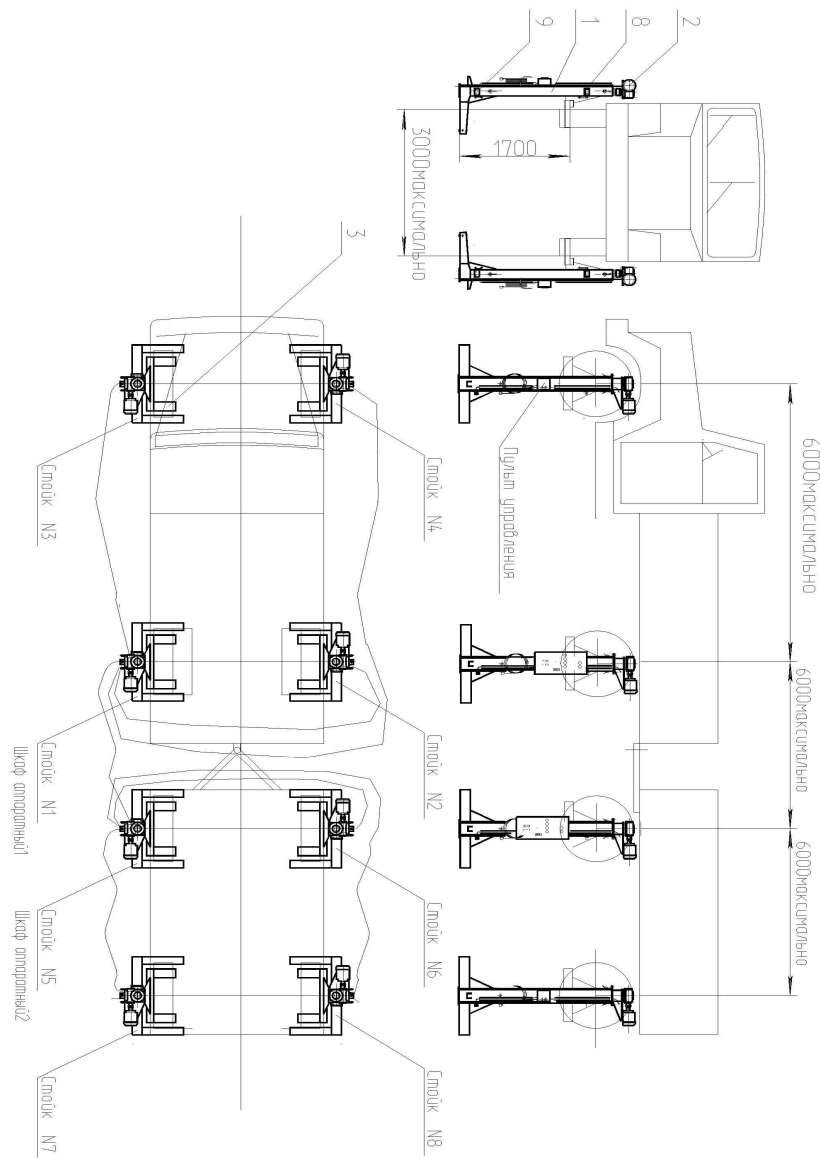 9
1
8
2
1700
3000максимально
3
6000максимально
6000максимально
6000максимально
Пульт управления
Стойк N3
Стойк N4
Стойк N1
Шкаф аппаратный1
Стойк N2
Стойк N5
Шкаф аппаратный2
Стойк N6
Стойк N7
Стойк N8